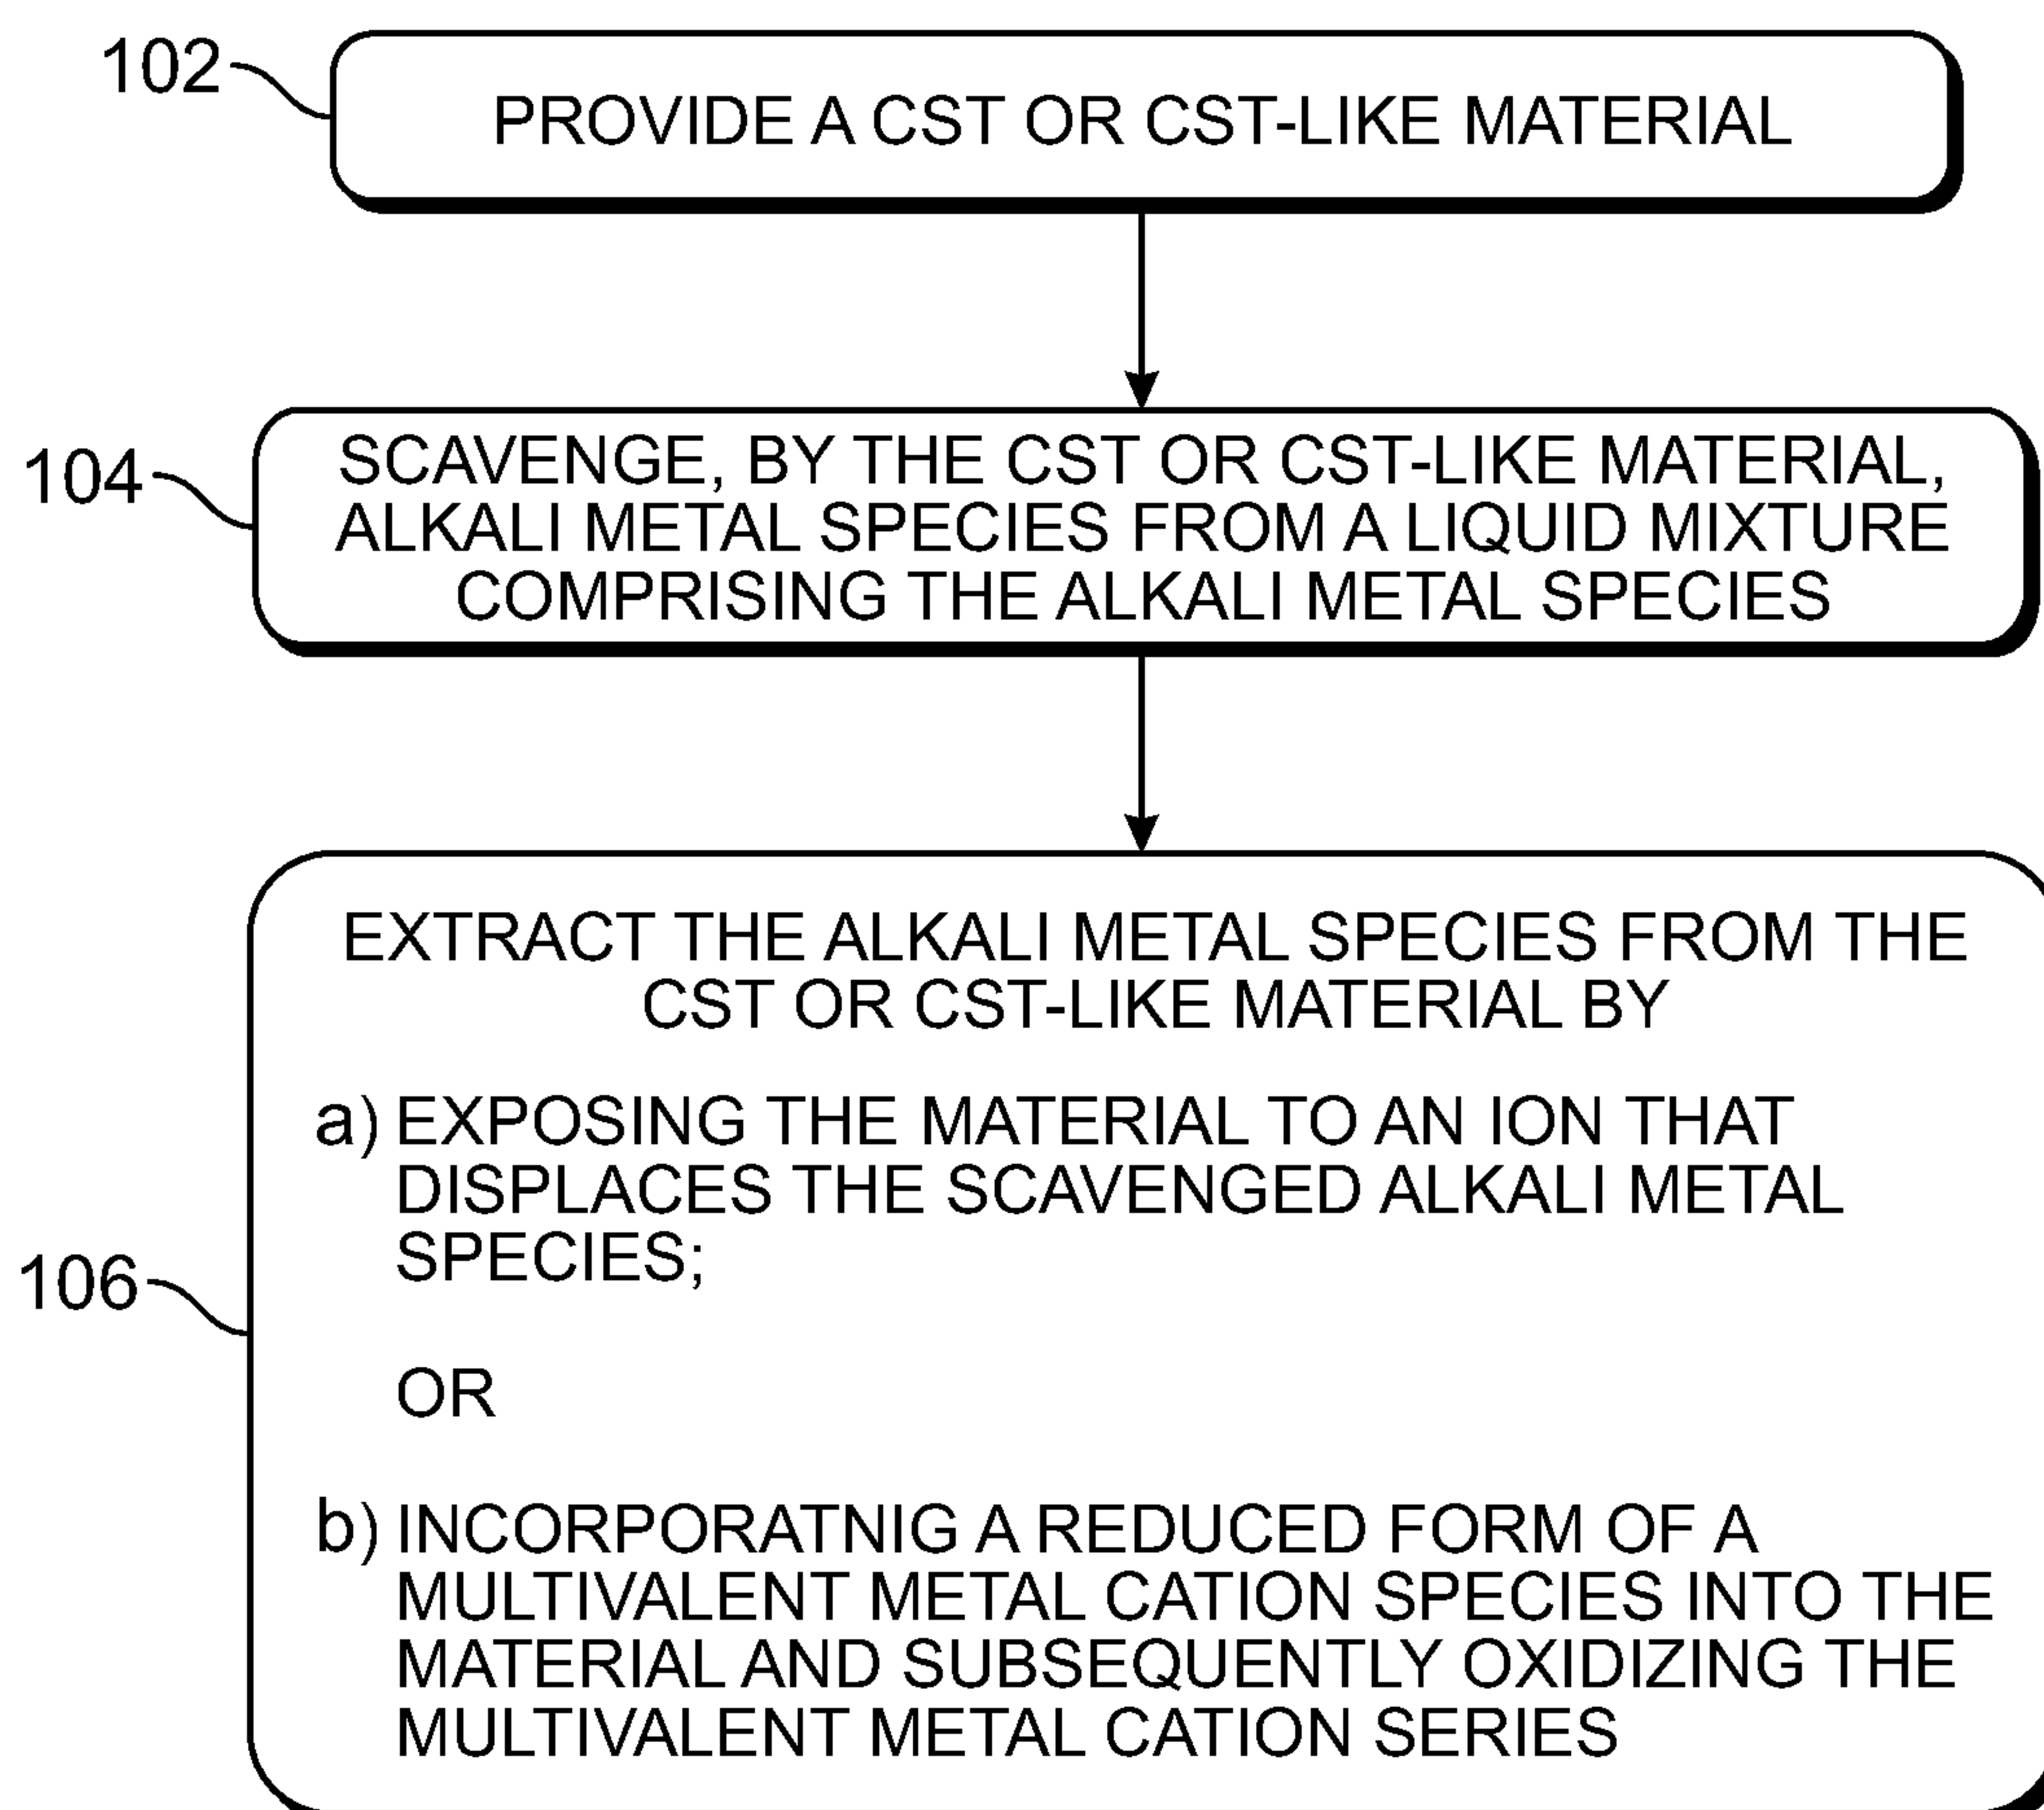 102
PROVIDE A CST OR CST-LIKE MATERIAL
104
SCAVENGE, BY THE CST OR CST-LIKE MATERIAL,
ALKALI METAL SPECIES FROM A LIQUID MIXTURE
COMPRISING THE ALKALI METAL SPECIES
106
EXTRACT THE ALKALI METAL SPECIES FROM THE
CST OR CST-LIKE MATERIAL BY
a) EXPOSING THE MATERIAL TO AN ION THAT
DISPLACES THE SCAVENGED ALKALI METAL
SPECIES;
OR
b) INCORPORATNIG A REDUCED FORM OF A
MULTIVALENT METAL CATION SPECIES INTO THE
MATERIAL AND SUBSEQUENTLY OXIDIZING THE
MULTIVALENT METAL CATION SERIES